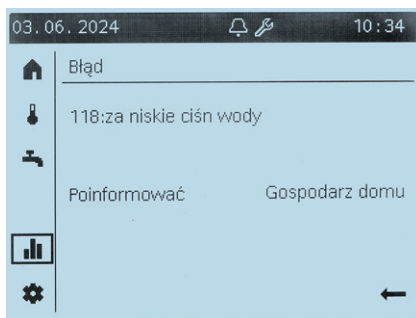 03.06.2024 10:34
Błąd
118:za niskie ciśn wody
Poinformować Gospodarz domu